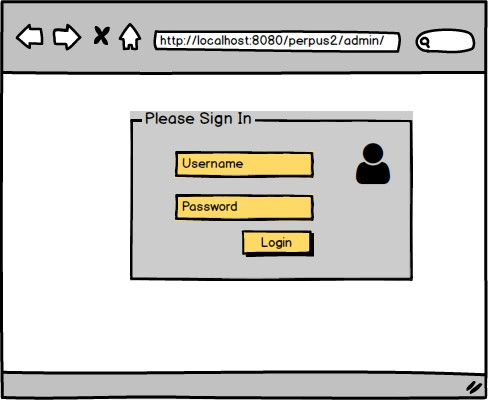 http://localhost:8080/perpus2/admin/
Please Sign In
Username
Password
Login